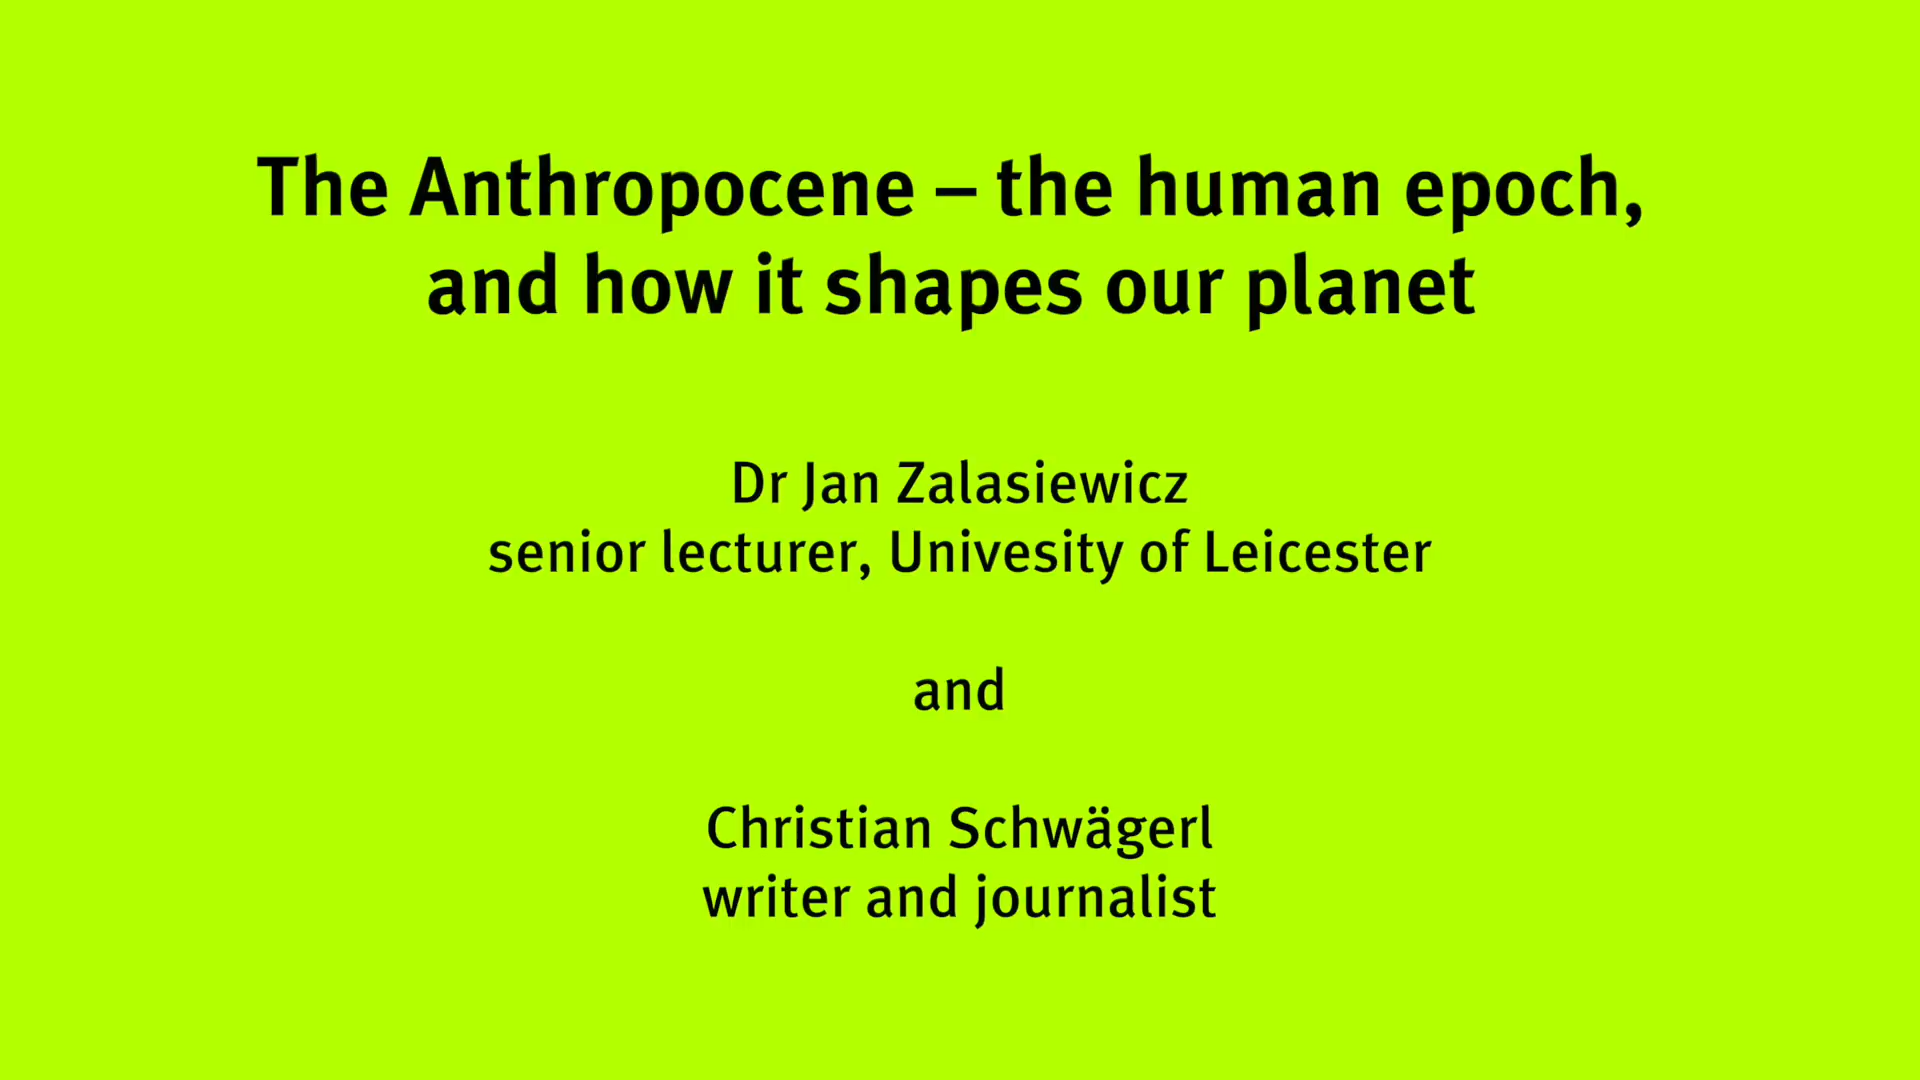 The Anthropocene – the human epoch,
and how it shapes our planet
Dr Jan Zalasiewicz
senior lecturer, Univesity of Leicester
and
Christian Schwägerl
writer and journalist